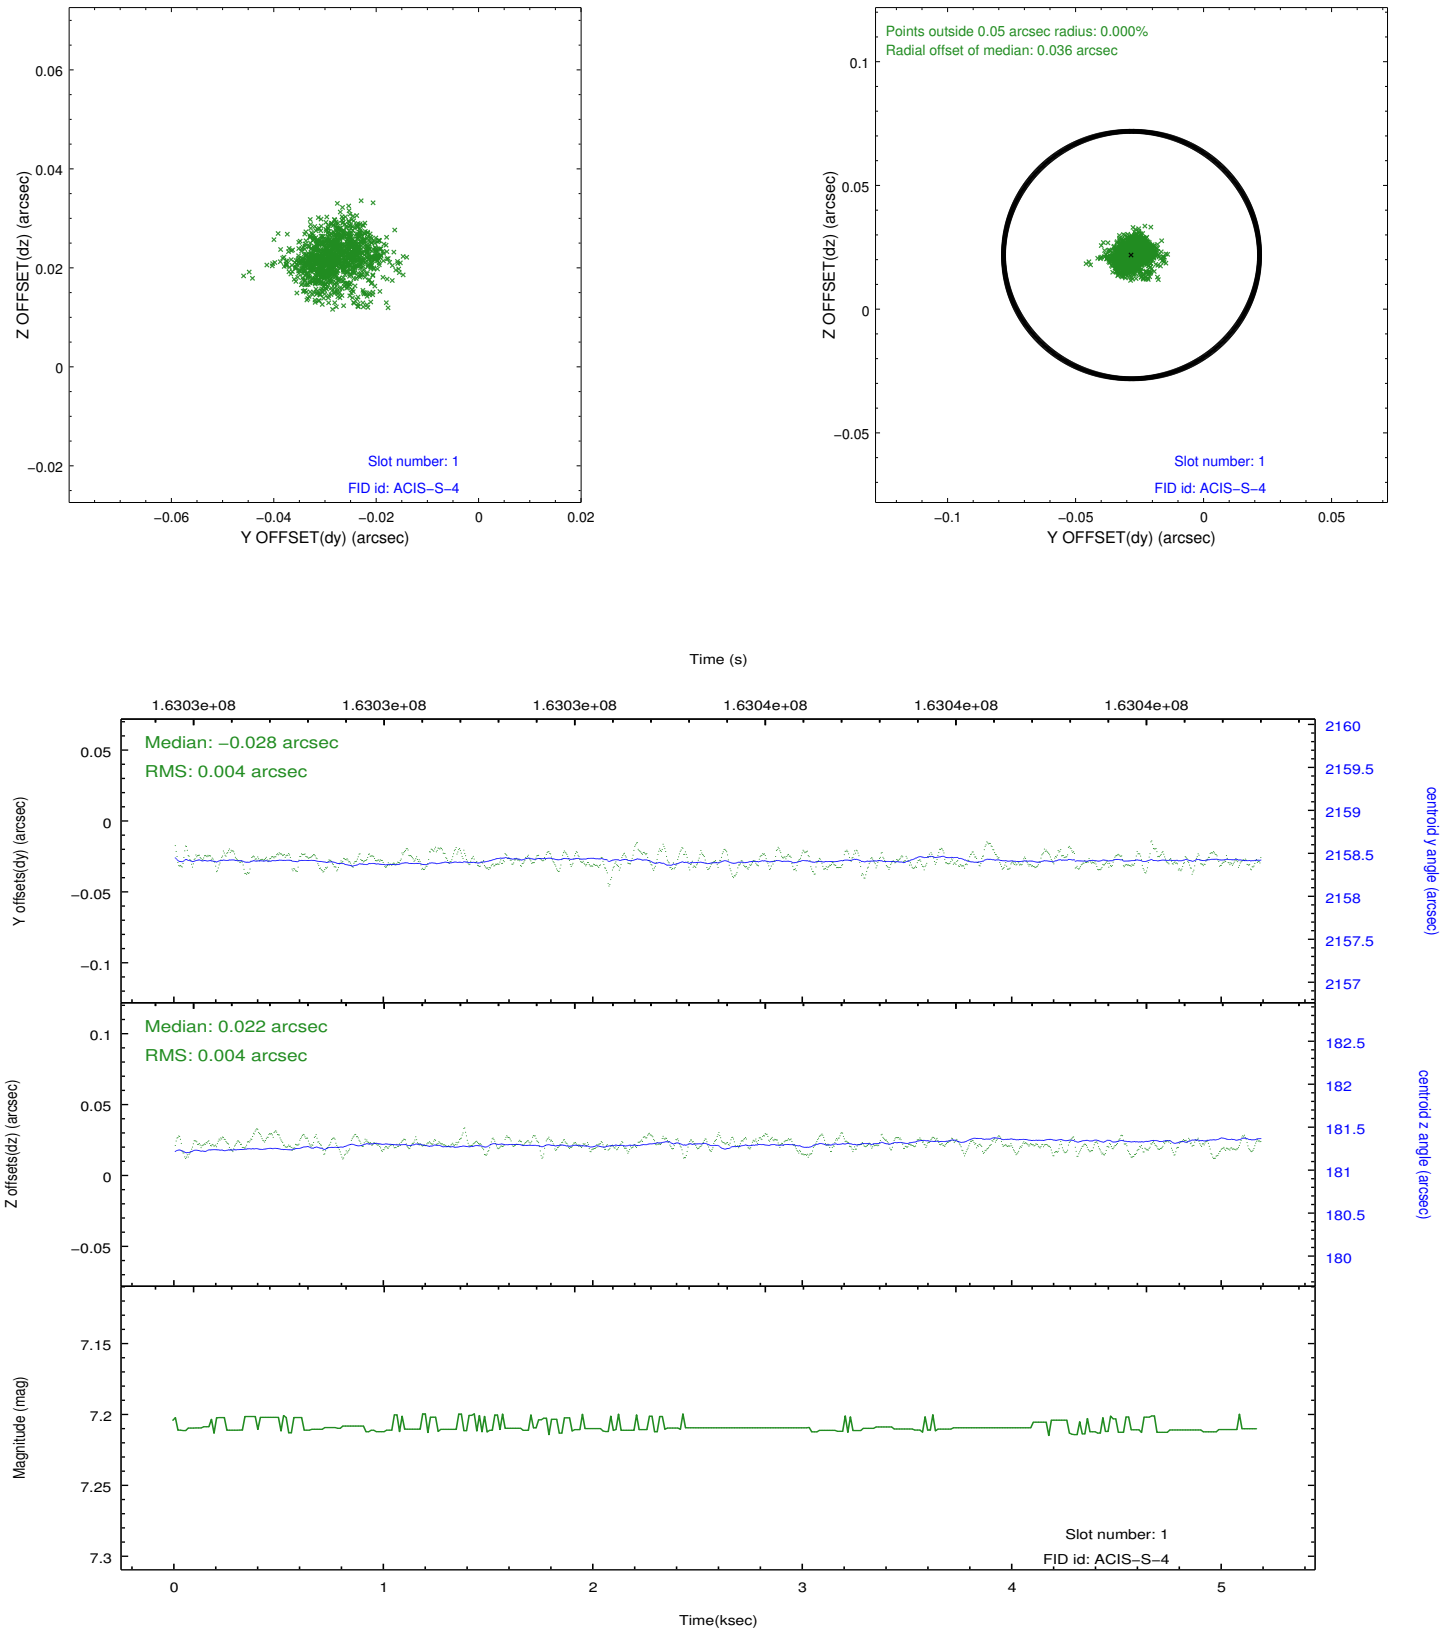 0.06
0.04
0.02
0
−0.02
Z OFFSET(dz) (arcsec)
Slot number: 1
FID id: ACIS−S−4
−0.06
−0.04
−0.02
0
0.02
Y OFFSET(dy) (arcsec)
Points outside 0.05 arcsec radius: 0.000%
Radial offset of median: 0.036 arcsec
0.1
0.05
0
−0.05
Z OFFSET(dz) (arcsec)
Slot number: 1
FID id: ACIS−S−4
−0.1
−0.05
0
0.05
Y OFFSET(dy) (arcsec)
Time (s)
1.6303e+08
1.6303e+08
1.6303e+08
1.6304e+08
1.6304e+08
1.6304e+08
Median: −0.028 arcsec
RMS: 0.004 arcsec
0.05
0
−0.05
−0.1
Y offsets(dy) (arcsec)
2160
2159.5
2159
2158.5
2158
2157.5
2157
centroid y angle (arcsec)
Median: 0.022 arcsec
RMS: 0.004 arcsec
0.1
0.05
0
−0.05
Z offsets(dz) (arcsec)
182.5
182
181.5
181
180.5
180
centroid z angle (arcsec)
7.15
7.2
7.25
7.3
Magnitude (mag)
Slot number: 1
FID id: ACIS−S−4
0
1
2
3
4
5
Time(ksec)